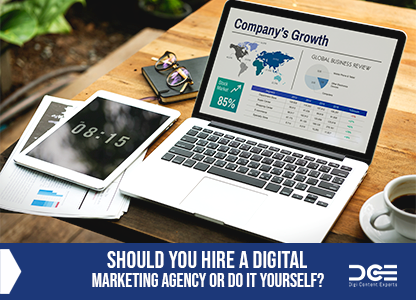 Company's Growth
GLOBAL BUSINESS REVIEW
Stock
Market
85%
08:15
SHOULD YOU HIRE A DIGITAL
MARKETING AGENCY OR DO IT YOURSELF?
DCE
Digi Content Experts